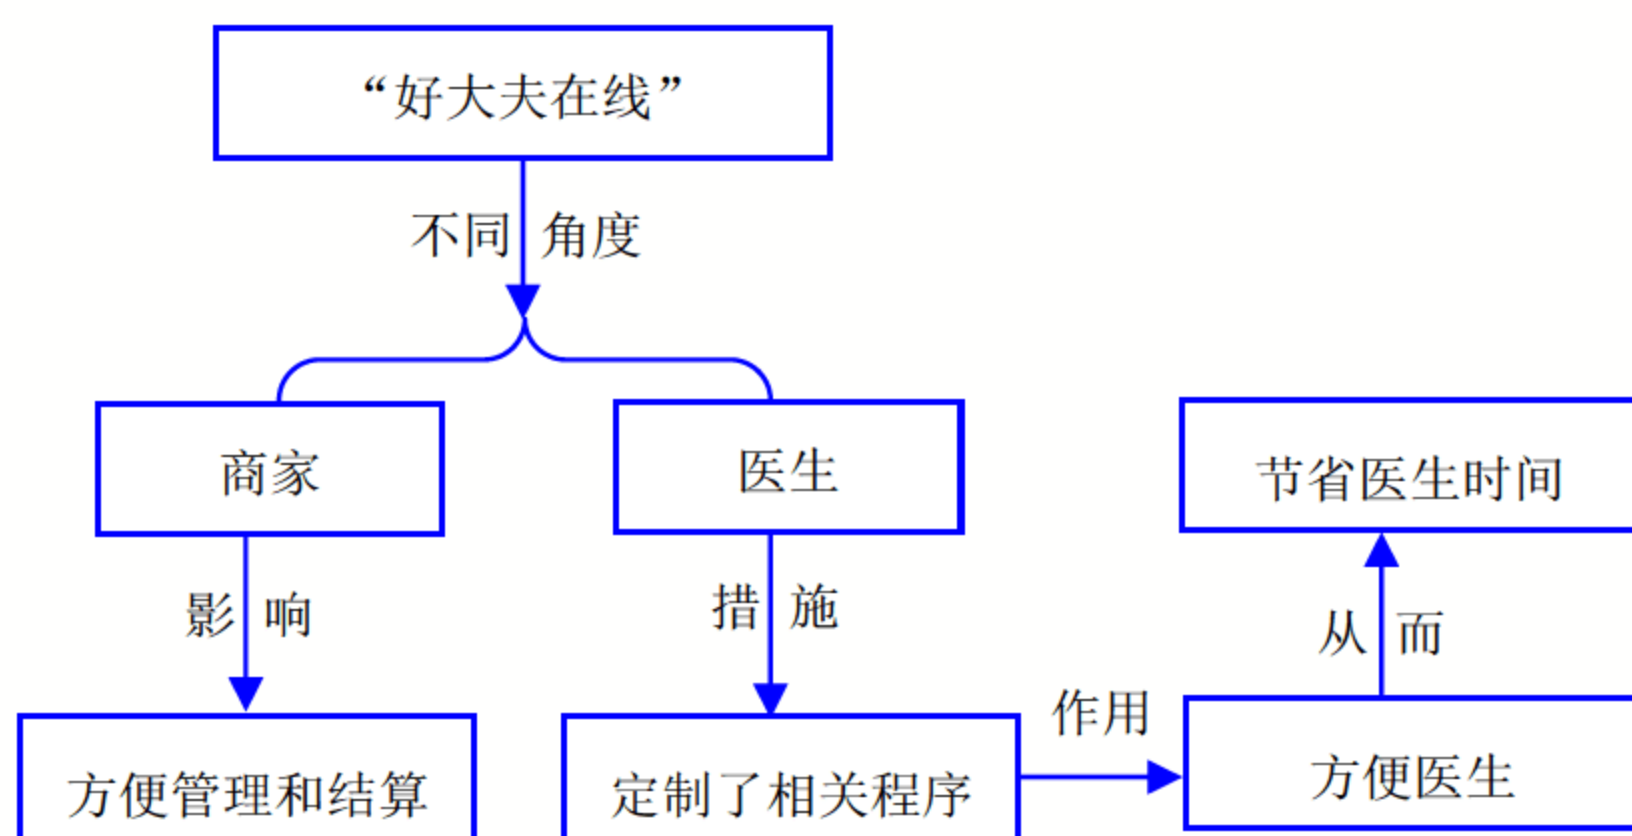 “好大夫在线”
不同 角度
商家
医生
节省医生时间
影 响
措 施
从 而
作用
方便管理和结算
定制了相关程序
方便医生